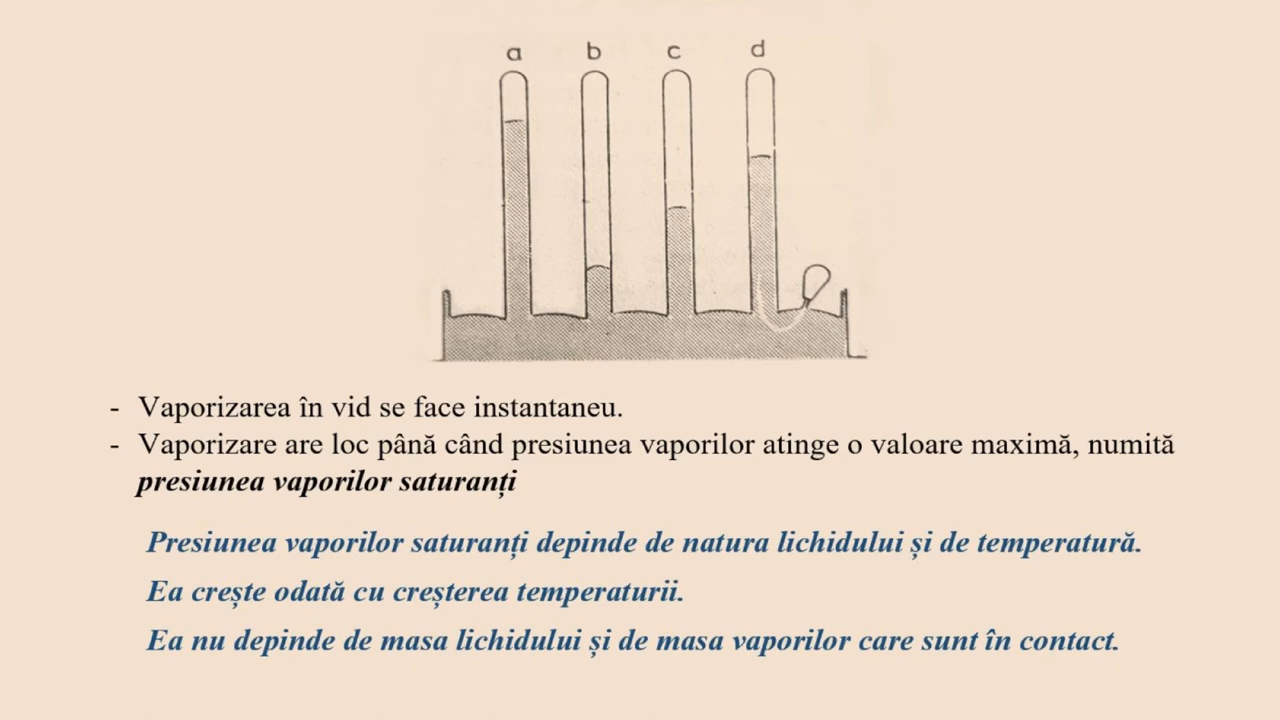 a b c d
- Vaporizarea în vid se face instantaneu.
- Vaporizare are loc până când presiunea vaporilor atinge o valoare maximă, numită
presiunea vaporilor saturanți
Presiunea vaporilor saturanți depinde de natura lichidului și de temperatură.
Ea crește odată cu creșterea temperaturii.
Ea nu depinde de masa lichidului și de masa vaporilor care sunt în contact.